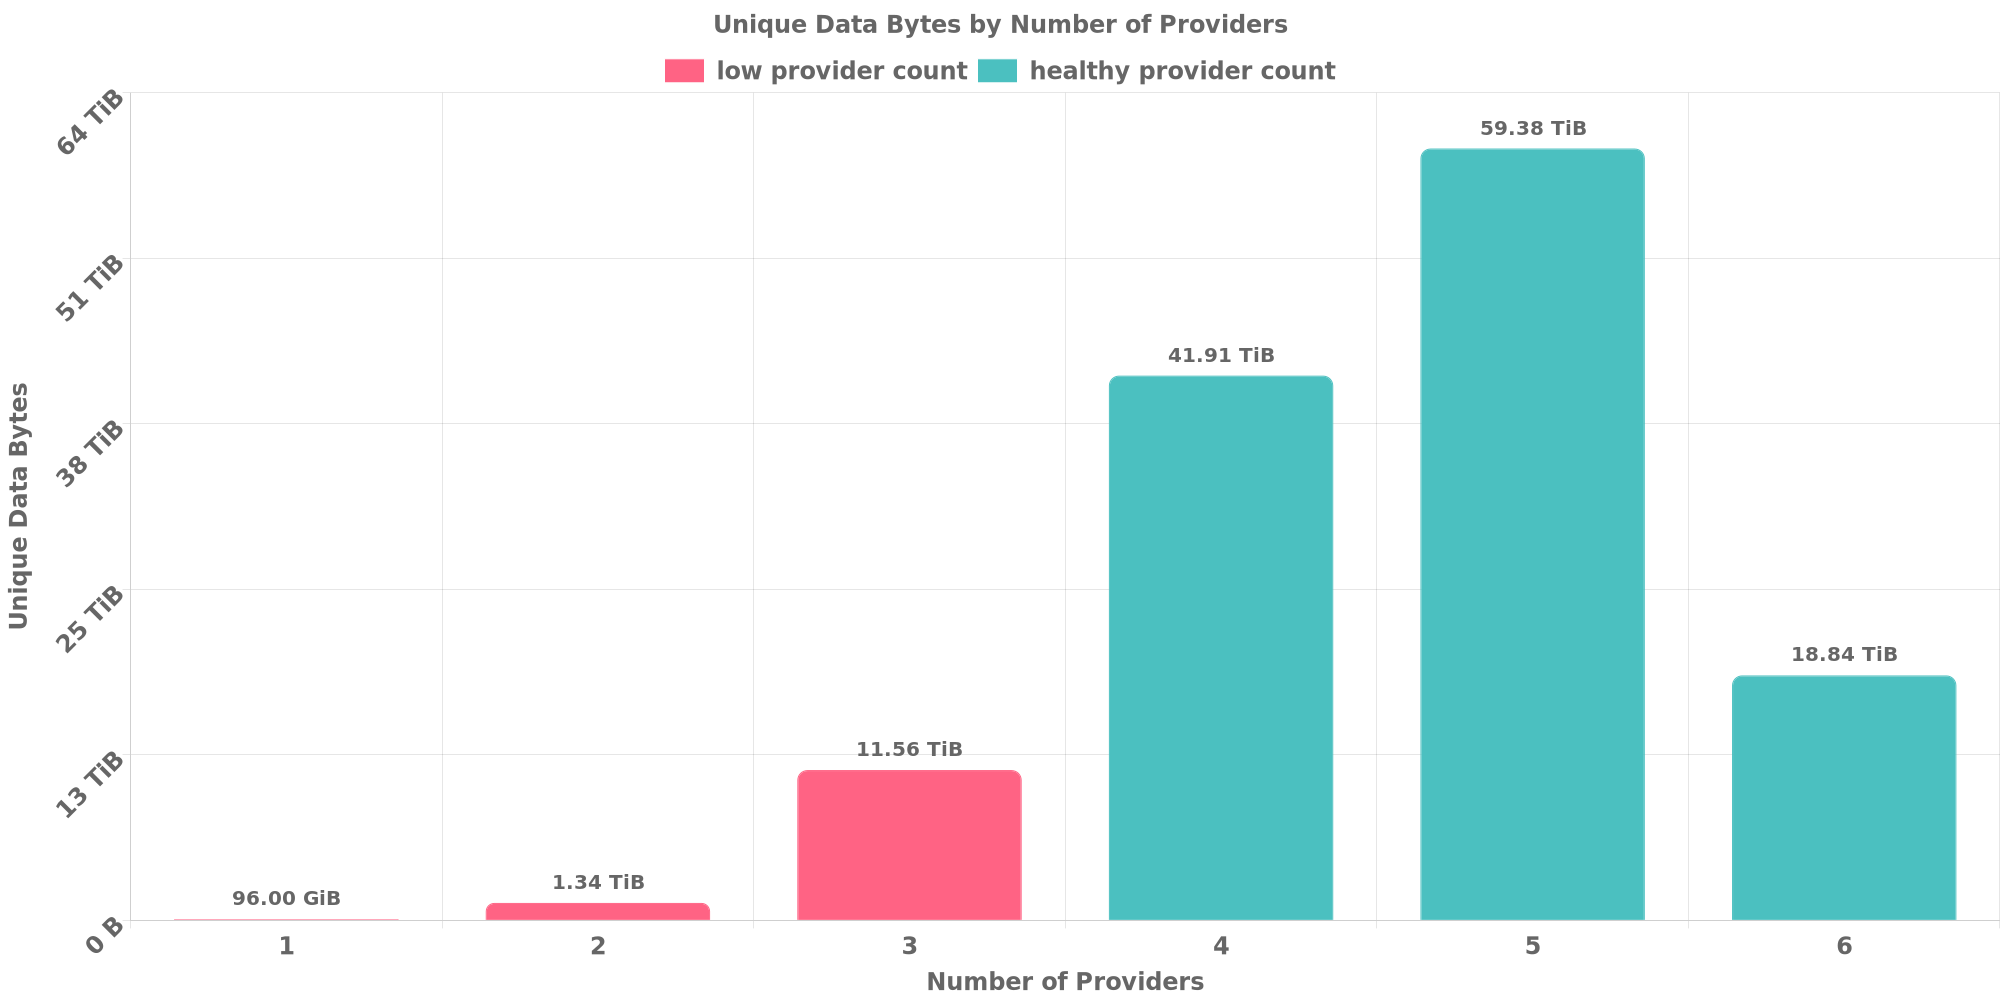 Unique Data Bytes by Number of Providers
low provider count healthy provider count
64 TiB
51 TiB
38 TiB
25 TiB
13 TiB
0 B
Unique Data Bytes
96.00 GiB
1.34 TiB
11.56 TiB
41.91 TiB
59.38 TiB
18.84 TiB
1 2 3 4 5 6
Number of Providers